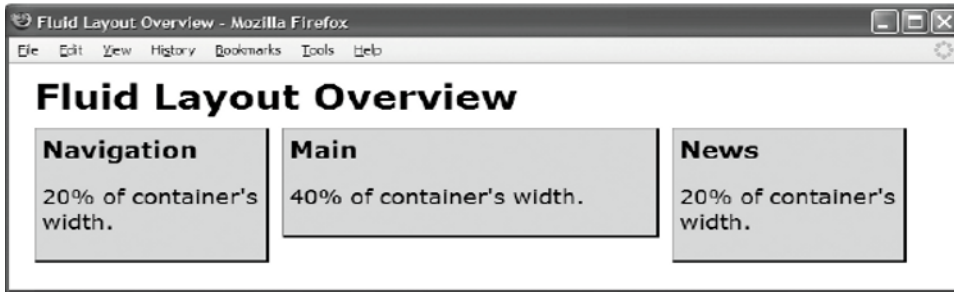 Fluid Layout Overview - Mozilla Firefox
File Edit View History Bookmarks Tools Help
Fluid Layout Overview
Navigation
20% of container's
width.
Main
40% of container's width.
News
20% of container's
width.